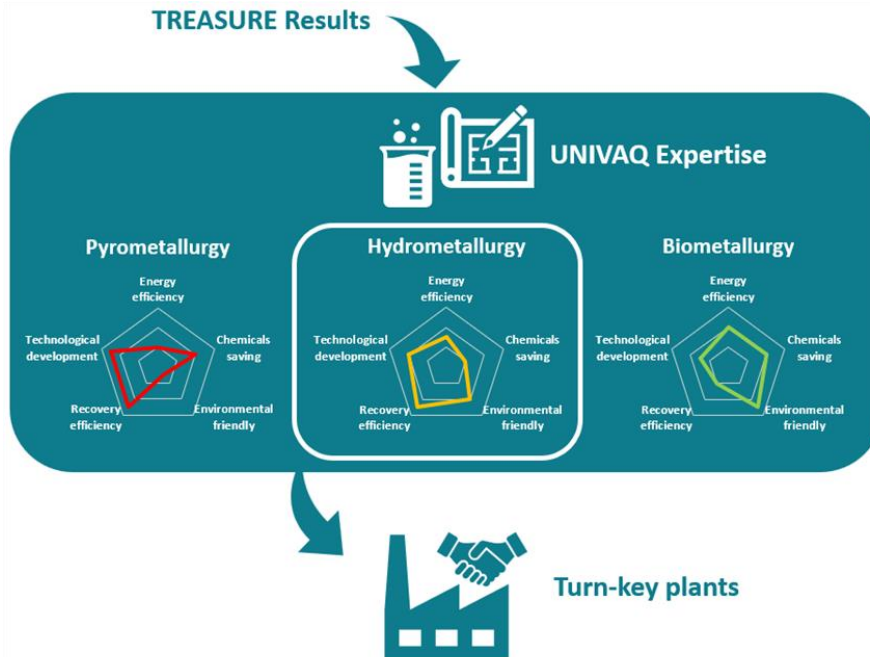 TREASURE Results
UNIVAQ Expertise
Pyrometallurgy
Energy
efficiency
Technological
development
Chemicals
saving
Recovery
efficiency
Environmental
friendly
Hydrometallurgy
Energy
efficiency
Technological
development
Chemicals
saving
Recovery
efficiency
Environmental
friendly
Biometallurgy
Energy
efficiency
Technological
development
Chemicals
saving
Recovery
efficiency
Environmental
friendly
Turn-key plants